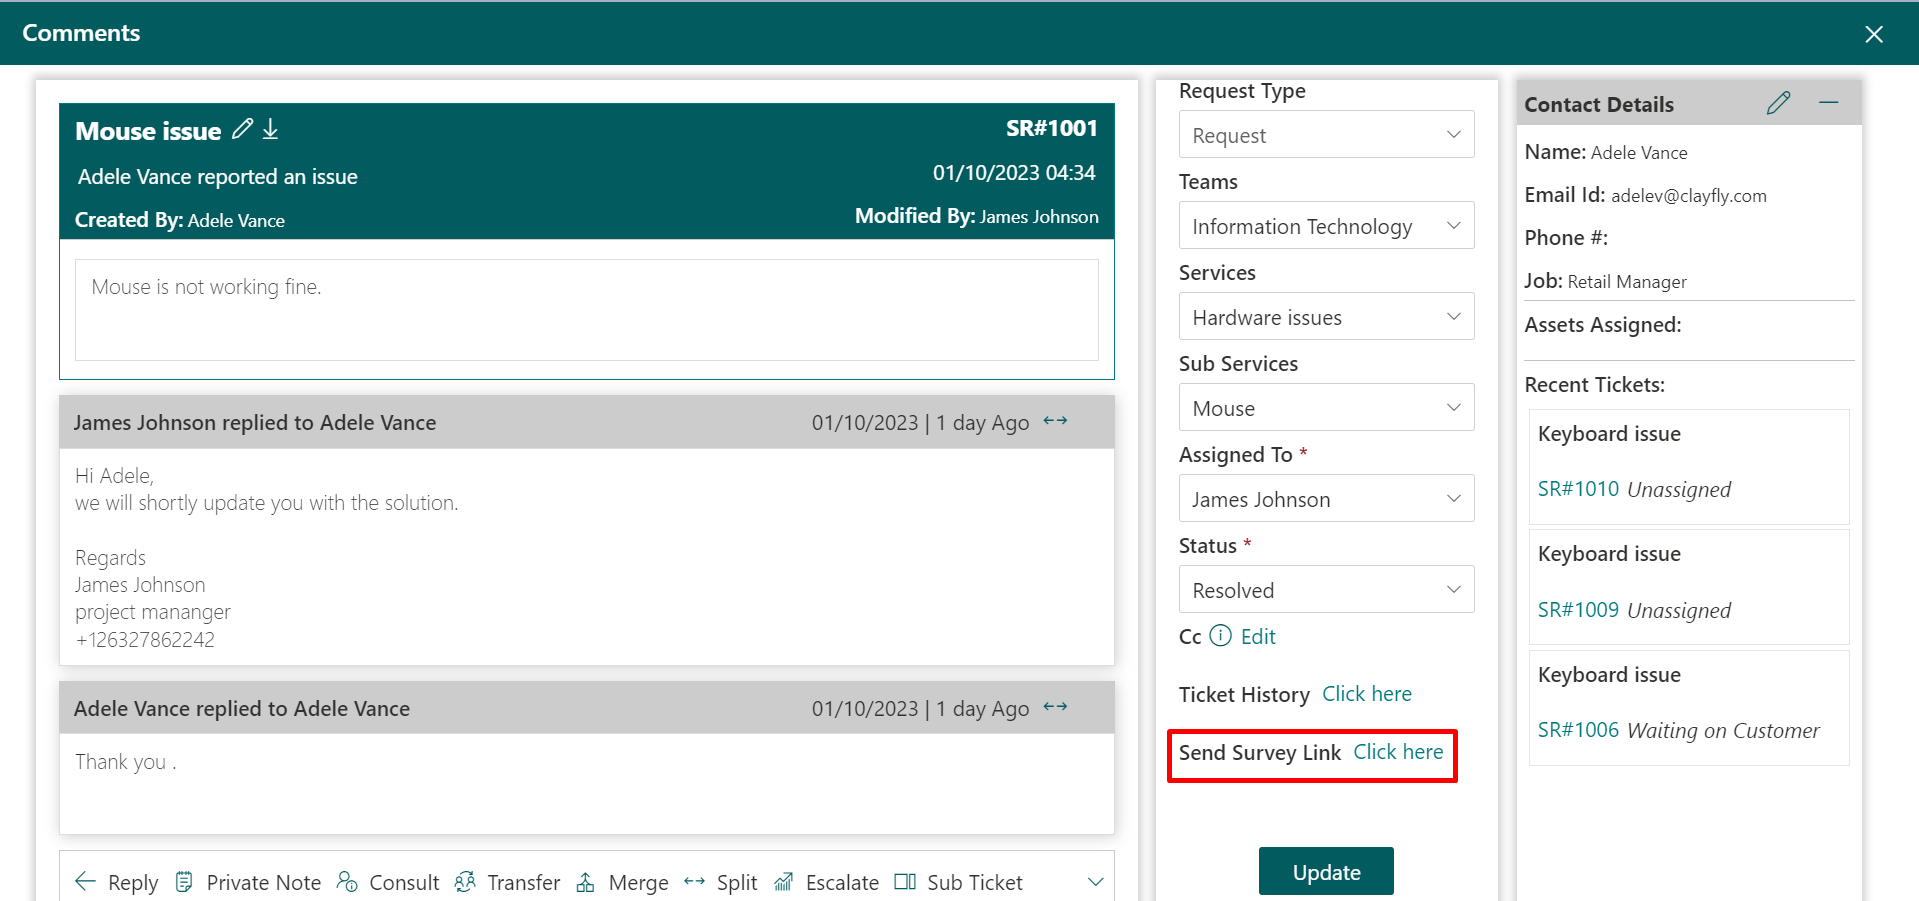 Comments
Mouse issue
SR#1001
Adele Vance reported an issue
01/10/2023 04:34
Created By: Adele Vance
Modified By: James Johnson
Mouse is not working fine.
James Johnson replied to Adele Vance
01/10/2023 | 1 day Ago
Hi Adele,
we will shortly update you with the solution.
Regards
James Johnson
project mananger
+126327862242
Adele Vance replied to Adele Vance
01/10/2023 | 1 day Ago
Thank you .
Reply Private Note Consult Transfer Merge Split Escalate Sub Ticket
Request Type
Request
Teams
Information Technology
Services
Hardware issues
Sub Services
Mouse
Assigned To *
James Johnson
Status *
Resolved
Cc Edit
Ticket History Click here
Send Survey Link Click here
Update
Contact Details
Name: Adele Vance
Email Id: adelev@clayfly.com
Phone #:
Job: Retail Manager
Assets Assigned:
Recent Tickets:
Keyboard issue
SR#1010 Unassigned
Keyboard issue
SR#1009 Unassigned
Keyboard issue
SR#1006 Waiting on Customer